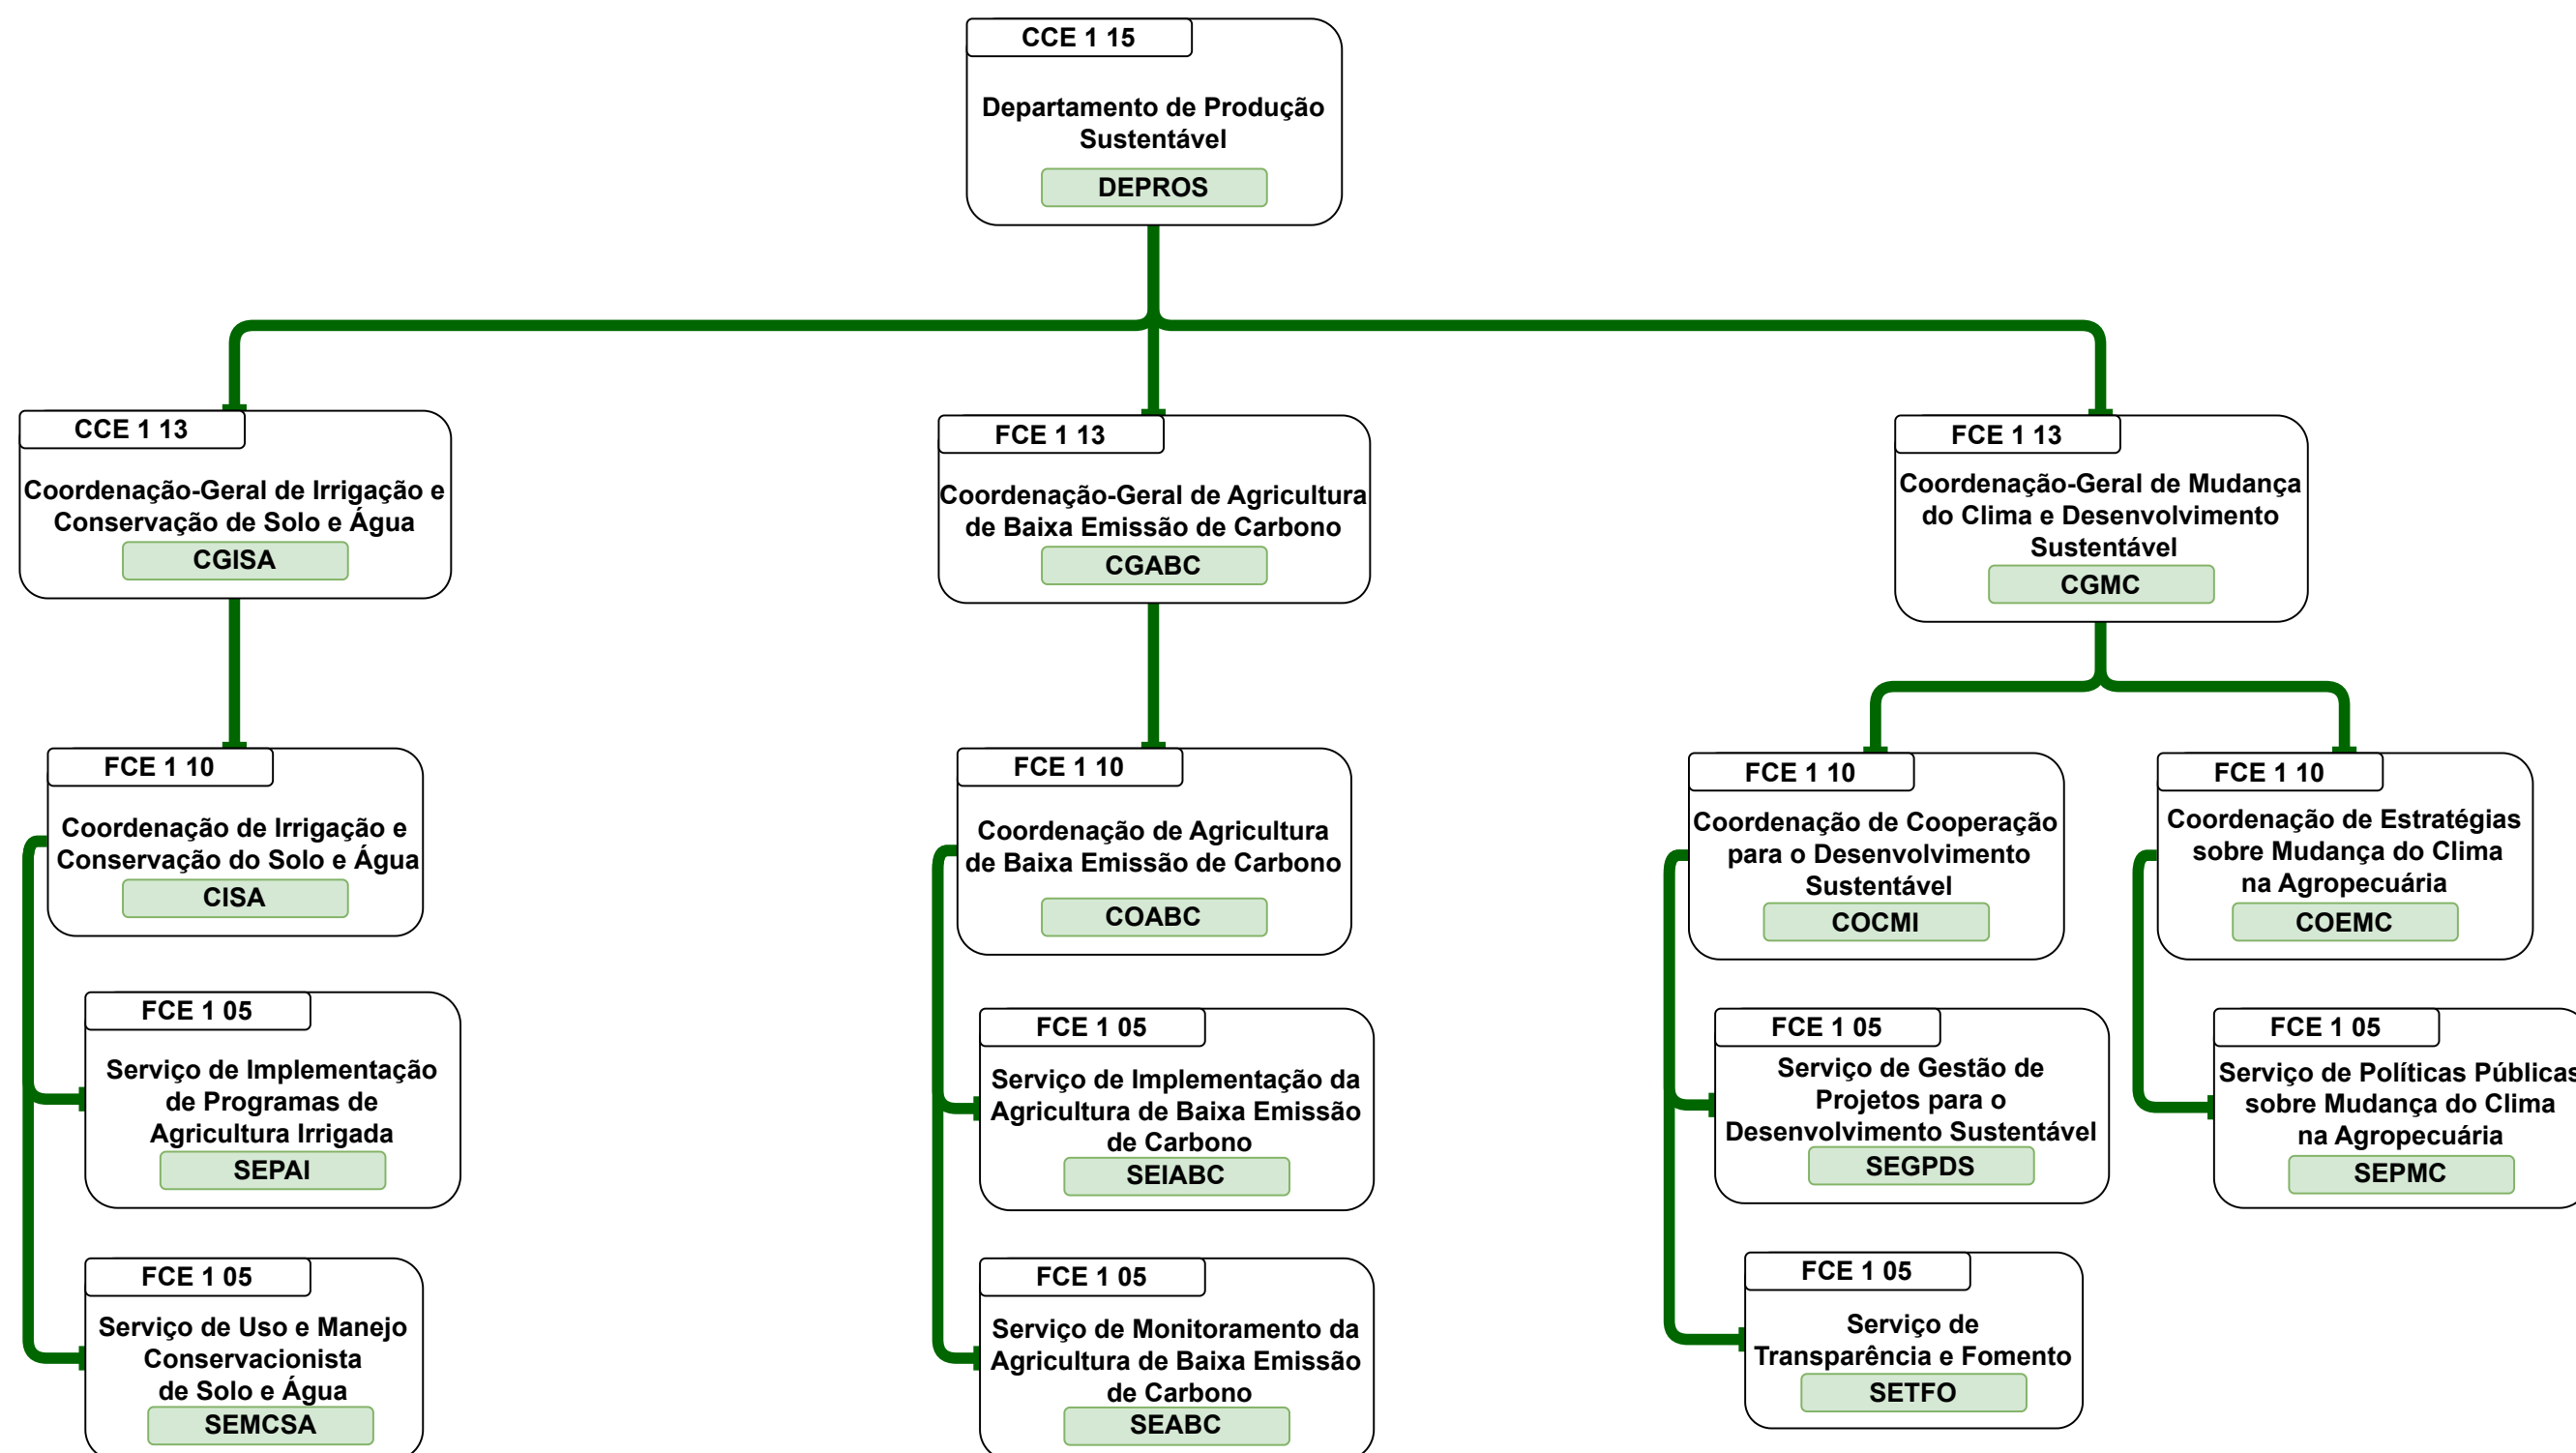 CCE 1 15
Departamento de Produção
Sustentável
DEPROS
CCE 1 13
Coordenação-Geral de Irrigação e
Conservação de Solo e Água
CGISA
FCE 1 13
Coordenação-Geral de Agricultura
de Baixa Emissão de Carbono
CGABC
FCE 1 13
Coordenação-Geral de Mudança
do Clima e Desenvolvimento
Sustentável
CGMC
FCE 1 10
Coordenação de Irrigação e
Conservação do Solo e Água
CISA
FCE 1 10
Coordenação de Agricultura
de Baixa Emissão de Carbono
COABC
FCE 1 10
Coordenação de Cooperação
para o Desenvolvimento
Sustentável
COCMI
FCE 1 10
Coordenação de Estratégias
sobre Mudança do Clima
na Agropecuária
COEMC
FCE 1 05
Serviço de Implementação
de Programas de
Agricultura Irrigada
SEPAI
FCE 1 05
Serviço de Implementação da
Agricultura de Baixa Emissão
de Carbono
SEIABC
FCE 1 05
Serviço de Gestão de
Projetos para o
Desenvolvimento Sustentável
SEGPDS
FCE 1 05
Serviço de Políticas Públicas
sobre Mudança do Clima
na Agropecuária
SEPMC
FCE 1 05
Serviço de Uso e Manejo
Conservacionista
de Solo e Água
SEMCSA
FCE 1 05
Serviço de Monitoramento da
Agricultura de Baixa Emissão
de Carbono
SEABC
FCE 1 05
Serviço de
Transparência e Fomento
SETFO